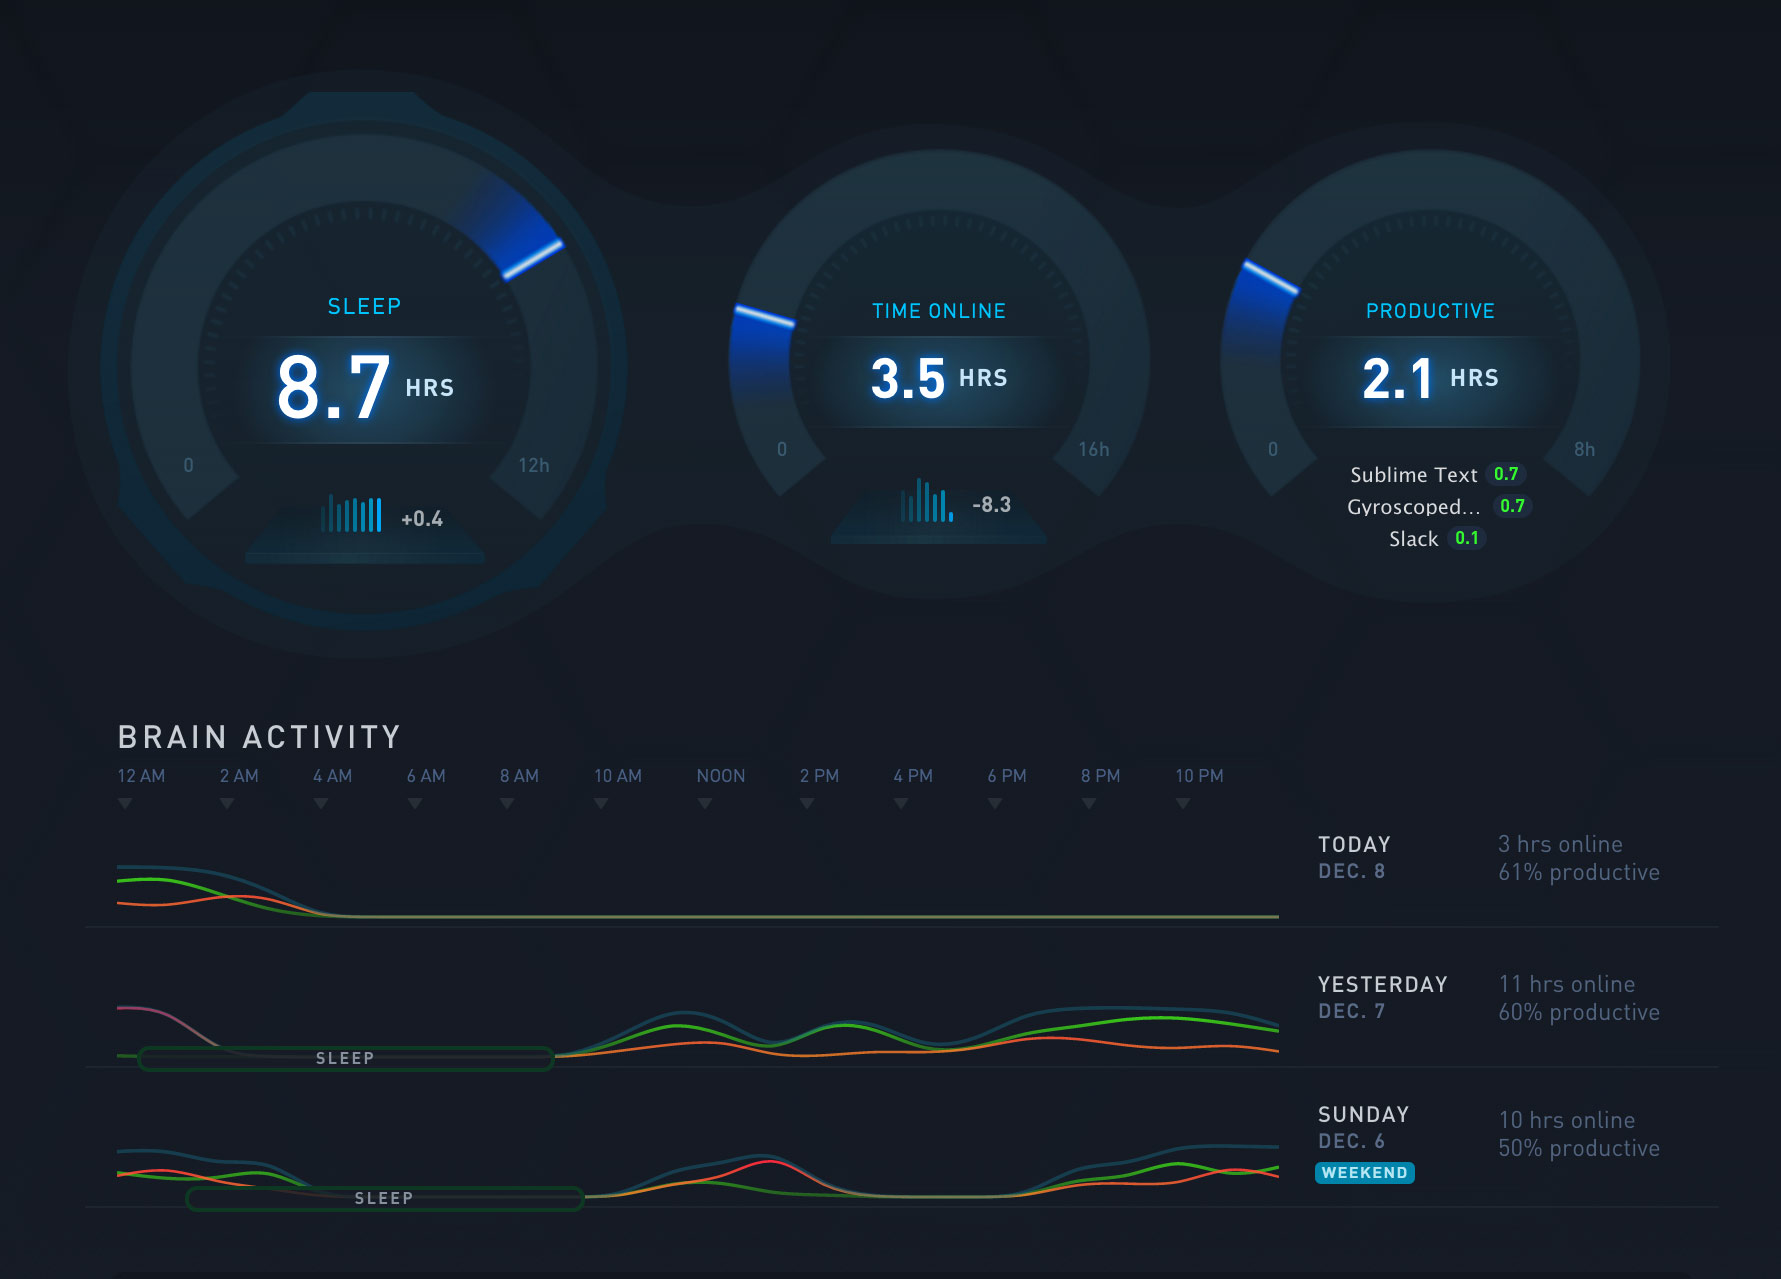 SLEEP
8.7 HRS
0
12h
+0.4
TIME ONLINE
3.5 HRS
0
16h
-8.3
PRODUCTIVE
2.1 HRS
0
8h
Sublime Text 0.7
Gyroscoped... 0.7
Slack 0.1
BRAIN ACTIVITY
12 AM 2 AM 4 AM 6 AM 8 AM 10 AM NOON 2 PM 4 PM 6 PM 8 PM 10 PM
TODAY 3 hrs online
DEC. 8 61% productive
YESTERDAY 11 hrs online
DEC. 7 60% productive
SLEEP
SUNDAY 10 hrs online
DEC. 6 50% productive
WEEKEND
SLEEP